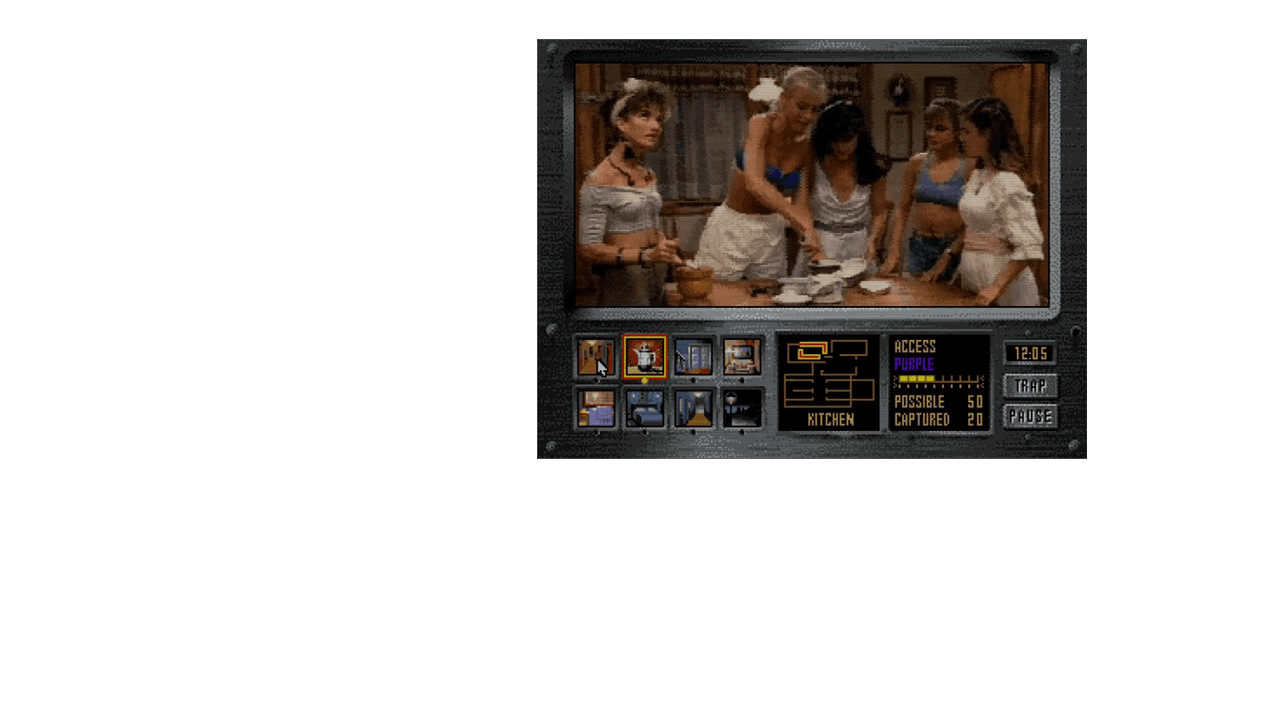 ACCESS
PURPLE
POSSIBLE 50
CAPTURED 20
KITCHEN
12:05
TRAP
PAUSE